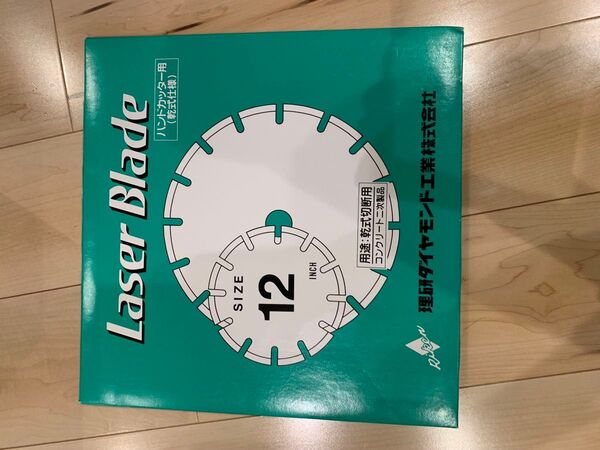 Laser Blade
ハンドカッター用
(乾式仕様)
SIZE
12
INCH
用途:乾式切断用
コンクリート二次製品
Riken
理研ダイヤモンド工業株式会社